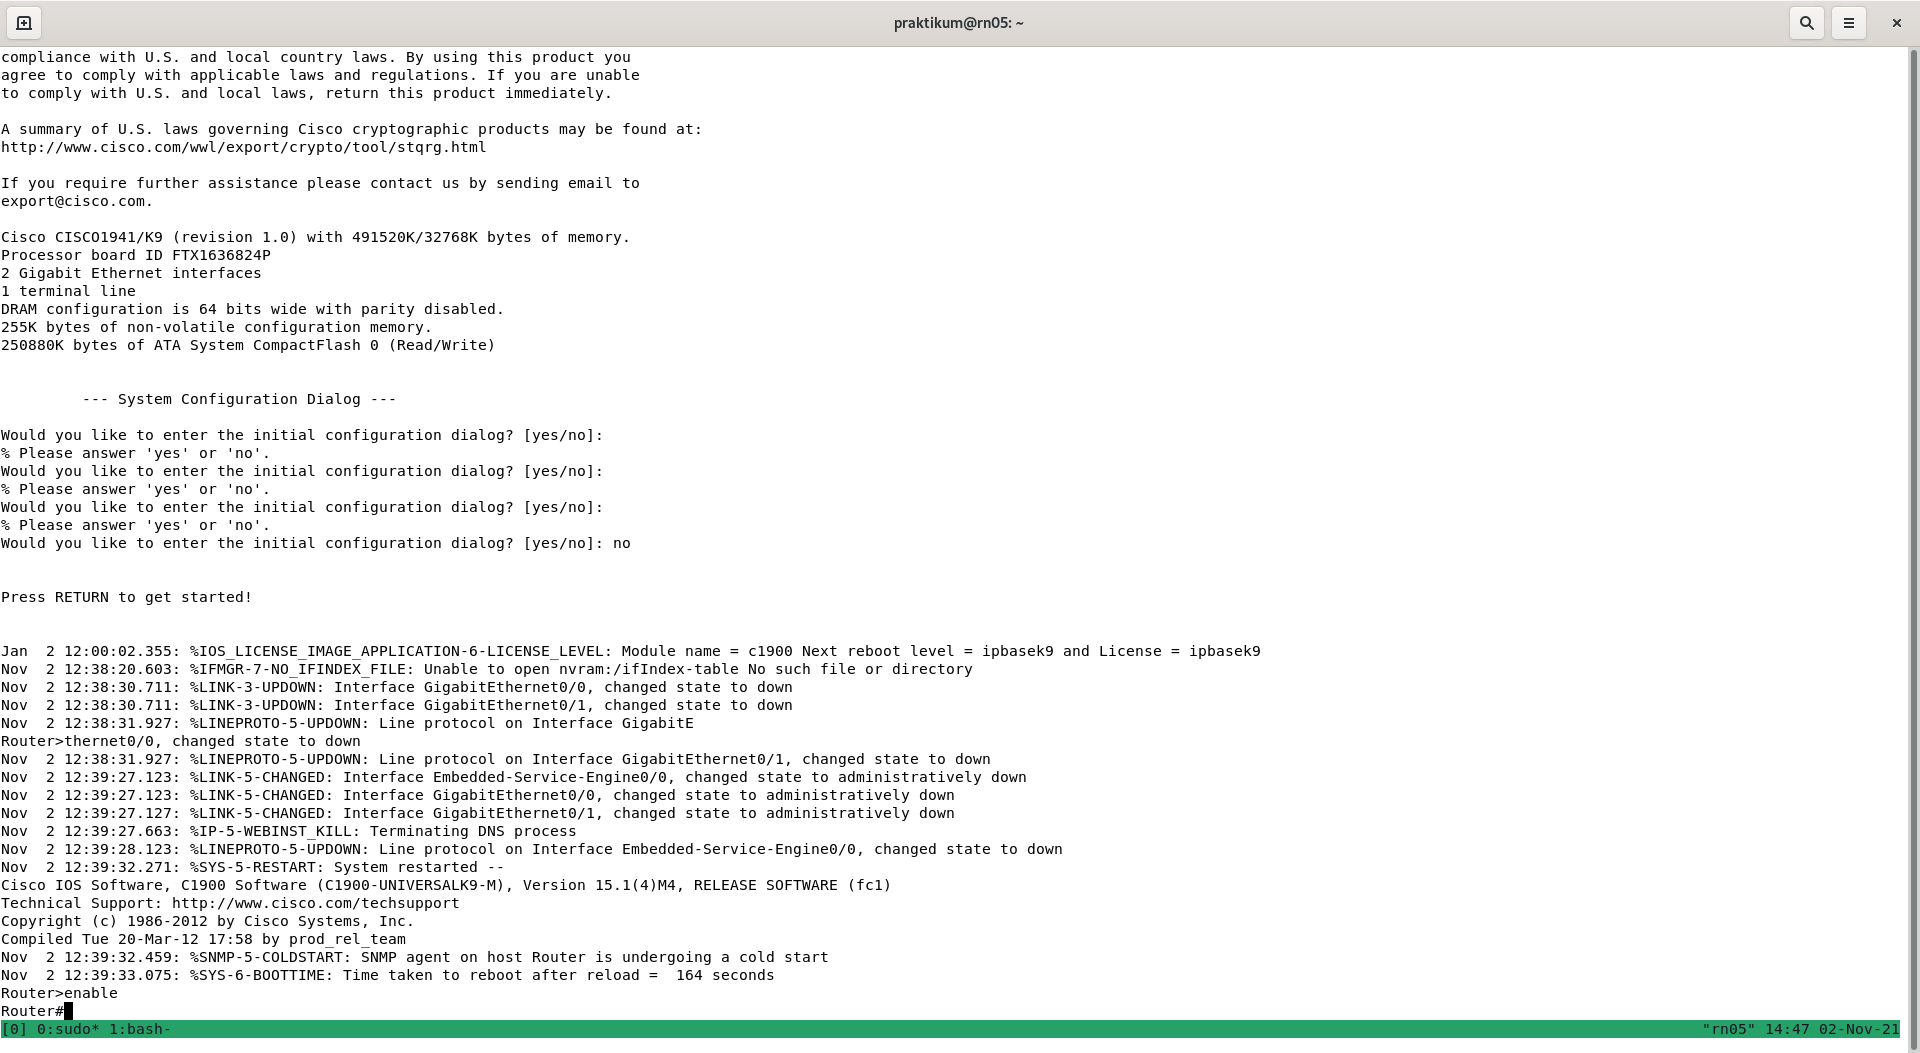 praktikum@rn05: ~
compliance with U.S. and local country laws. By using this product you
agree to comply with applicable laws and regulations. If you are unable
to comply with U.S. and local laws, return this product immediately.

A summary of U.S. laws governing Cisco cryptographic products may be found at:
http://www.cisco.com/wwl/export/crypto/tool/stqrg.html

If you require further assistance please contact us by sending email to
export@cisco.com.

Cisco CISCO1941/K9 (revision 1.0) with 491520K/32768K bytes of memory.
Processor board ID FTX1636824P
2 Gigabit Ethernet interfaces
1 terminal line
DRAM configuration is 64 bits wide with parity disabled.
255K bytes of non-volatile configuration memory.
250880K bytes of ATA System CompactFlash 0 (Read/Write)


         --- System Configuration Dialog ---

Would you like to enter the initial configuration dialog? [yes/no]:
% Please answer 'yes' or 'no'.
Would you like to enter the initial configuration dialog? [yes/no]:
% Please answer 'yes' or 'no'.
Would you like to enter the initial configuration dialog? [yes/no]:
% Please answer 'yes' or 'no'.
Would you like to enter the initial configuration dialog? [yes/no]: no


Press RETURN to get started!


Jan  2 12:00:02.355: %IOS_LICENSE_IMAGE_APPLICATION-6-LICENSE_LEVEL: Module name = c1900 Next reboot level = ipbasek9 and License = ipbasek9
Nov  2 12:38:20.603: %IFMGR-7-NO_IFINDEX_FILE: Unable to open nvram:/ifIndex-table No such file or directory
Nov  2 12:38:30.711: %LINK-3-UPDOWN: Interface GigabitEthernet0/0, changed state to down
Nov  2 12:38:30.711: %LINK-3-UPDOWN: Interface GigabitEthernet0/1, changed state to down
Nov  2 12:38:31.927: %LINEPROTO-5-UPDOWN: Line protocol on Interface GigabitE
Router>thernet0/0, changed state to down
Nov  2 12:38:31.927: %LINEPROTO-5-UPDOWN: Line protocol on Interface GigabitEthernet0/1, changed state to down
Nov  2 12:39:27.123: %LINK-5-CHANGED: Interface Embedded-Service-Engine0/0, changed state to administratively down
Nov  2 12:39:27.123: %LINK-5-CHANGED: Interface GigabitEthernet0/0, changed state to administratively down
Nov  2 12:39:27.127: %LINK-5-CHANGED: Interface GigabitEthernet0/1, changed state to administratively down
Nov  2 12:39:27.663: %IP-5-WEBINST_KILL: Terminating DNS process
Nov  2 12:39:28.123: %LINEPROTO-5-UPDOWN: Line protocol on Interface Embedded-Service-Engine0/0, changed state to down
Nov  2 12:39:32.271: %SYS-5-RESTART: System restarted --
Cisco IOS Software, C1900 Software (C1900-UNIVERSALK9-M), Version 15.1(4)M4, RELEASE SOFTWARE (fc1)
Technical Support: http://www.cisco.com/techsupport
Copyright (c) 1986-2012 by Cisco Systems, Inc.
Compiled Tue 20-Mar-12 17:58 by prod_rel_team
Nov  2 12:39:32.459: %SNMP-5-COLDSTART: SNMP agent on host Router is undergoing a cold start
Nov  2 12:39:33.075: %SYS-6-BOOTTIME: Time taken to reboot after reload =  164 seconds
Router>enable
Router#
[0] 0:sudo* 1:bash- "rn05" 14:47 02-Nov-21